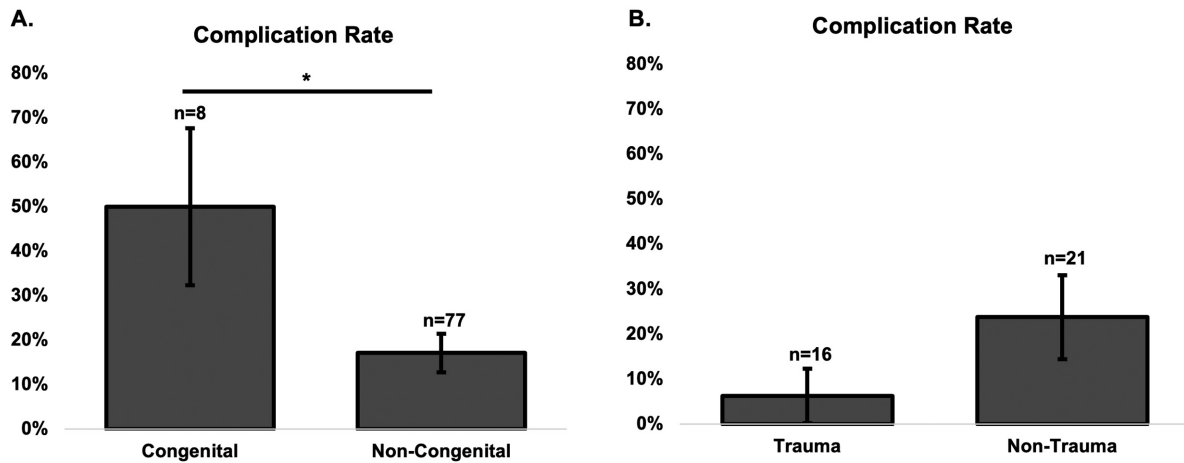 A.
Complication Rate
80%
70%
60%
50%
40%
30%
20%
10%
0%
*
n=8
n=77
Congenital
Non-Congenital
B.
Complication Rate
80%
70%
60%
50%
40%
30%
20%
10%
0%
n=16
n=21
Trauma
Non-Trauma